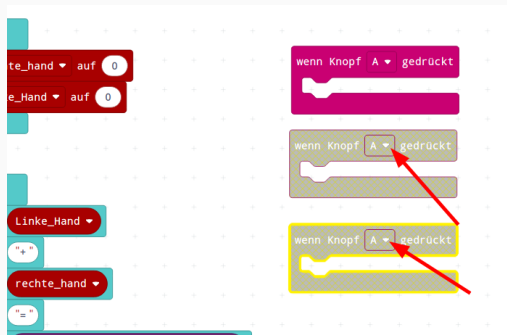 te_hand auf 0
e_Hand auf 0
Linke_Hand
"+"
rechte_hand
"="
wenn Knopf A gedrückt
wenn Knopf A gedrückt
wenn Knopf A gedrückt